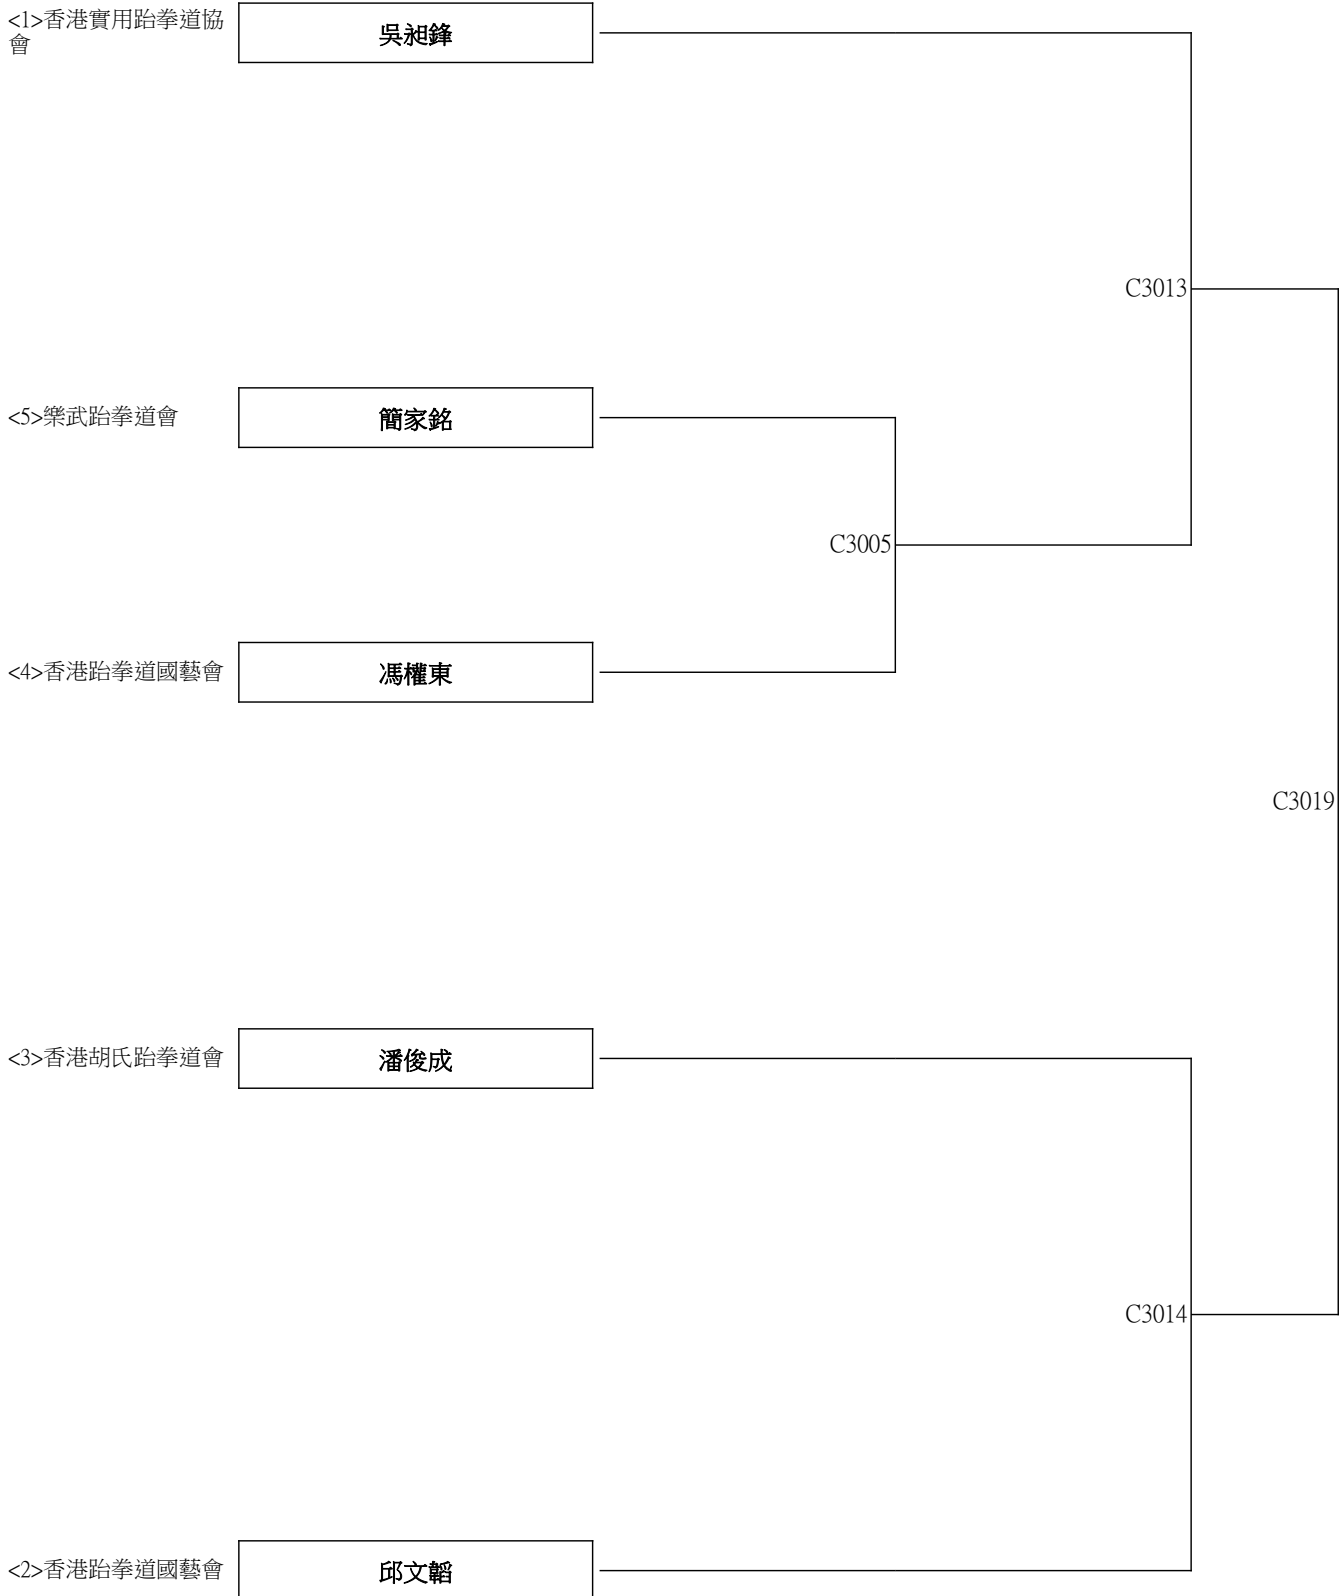 <1>香港實用跆拳道協
會
吳昶鋒
C3013
<5>樂武跆拳道會
簡家銘
C3005
<4>香港跆拳道國藝會
馮權東
C3019
<3>香港胡氏跆拳道會
潘俊成
C3014
<2>香港跆拳道國藝會
邱文韜